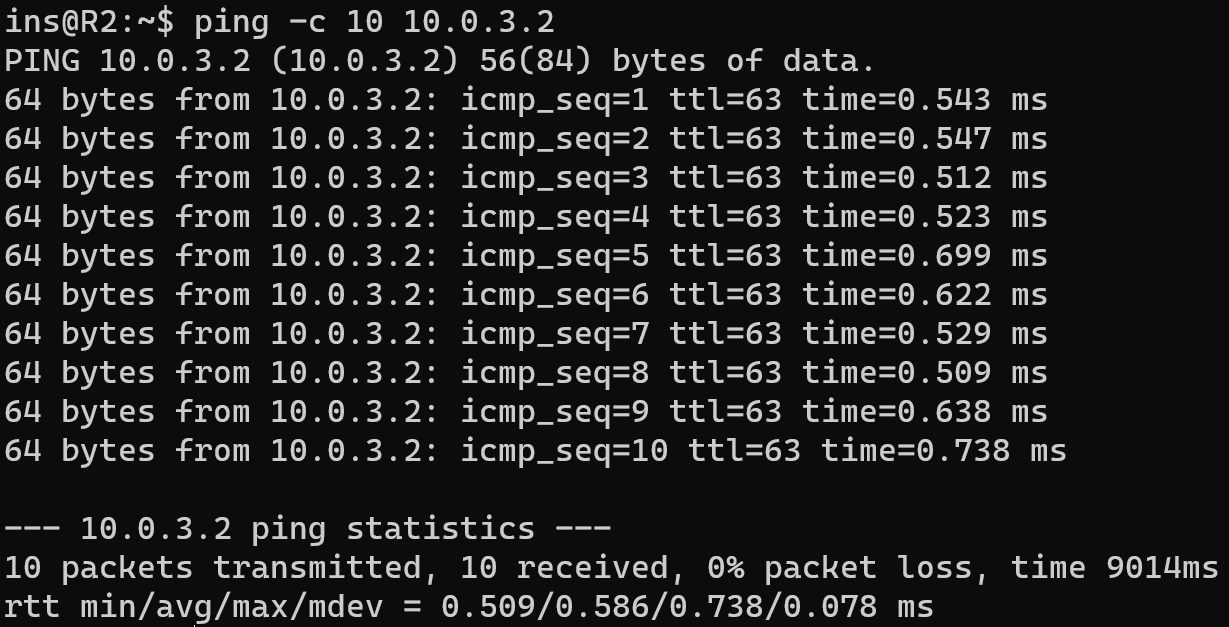 ins@R2:~$ ping -c 10 10.0.3.2
PING 10.0.3.2 (10.0.3.2) 56(84) bytes of data.
64 bytes from 10.0.3.2: icmp_seq=1 ttl=63 time=0.543 ms
64 bytes from 10.0.3.2: icmp_seq=2 ttl=63 time=0.547 ms
64 bytes from 10.0.3.2: icmp_seq=3 ttl=63 time=0.512 ms
64 bytes from 10.0.3.2: icmp_seq=4 ttl=63 time=0.523 ms
64 bytes from 10.0.3.2: icmp_seq=5 ttl=63 time=0.699 ms
64 bytes from 10.0.3.2: icmp_seq=6 ttl=63 time=0.622 ms
64 bytes from 10.0.3.2: icmp_seq=7 ttl=63 time=0.529 ms
64 bytes from 10.0.3.2: icmp_seq=8 ttl=63 time=0.509 ms
64 bytes from 10.0.3.2: icmp_seq=9 ttl=63 time=0.638 ms
64 bytes from 10.0.3.2: icmp_seq=10 ttl=63 time=0.738 ms

--- 10.0.3.2 ping statistics ---
10 packets transmitted, 10 received, 0% packet loss, time 9014ms
rtt min/avg/max/mdev = 0.509/0.586/0.738/0.078 ms